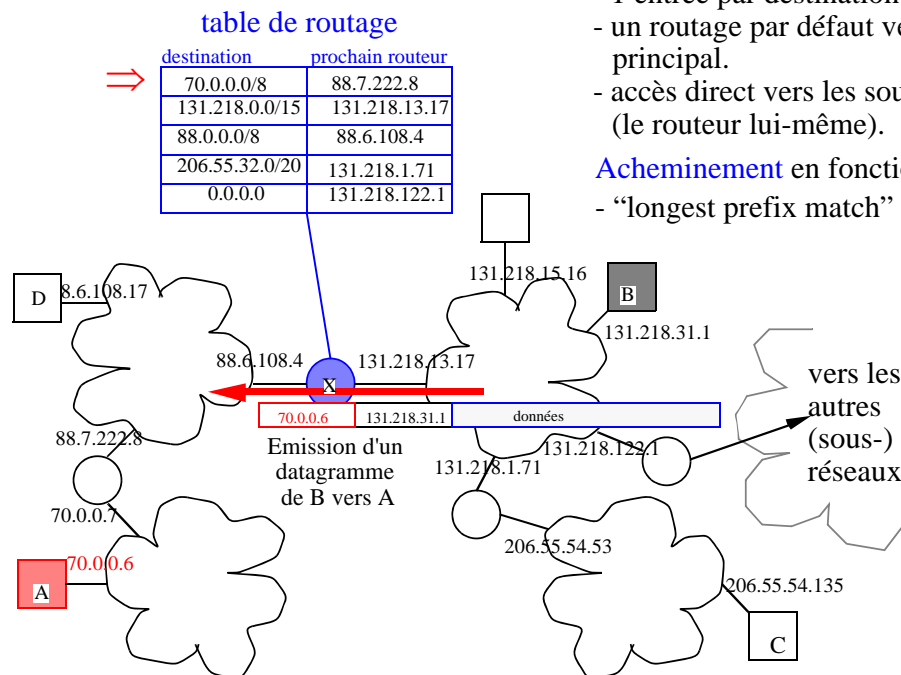 1 entrée par destination
- un routage par défaut
principal.
- accès direct vers les
(le routeur lui-même).
Acheminement en
- “longest prefix match”
table de routage
destination prochain routeur
70.0.0.0/8 88.7.222.8
131.218.0.0/15 131.218.13.17
88.0.0.0/8 88.6.108.4
206.55.32.0/20 131.218.1.71
0.0.0.0 131.218.122.1
131.218.15.16
D
8.6.108.17
B
131.218.31.1
88.6.108.4
131.218.13.17
X
vers les
autres
(sous-)
réseaux
70.0.0.6 131.218.31.1 données
Emission d'un
datagramme
de B vers A
88.7.222.8
131.218.122.1
131.218.1.71
70.0.0.7
206.55.54.53
70.0.0.6
A
206.55.54.135
C